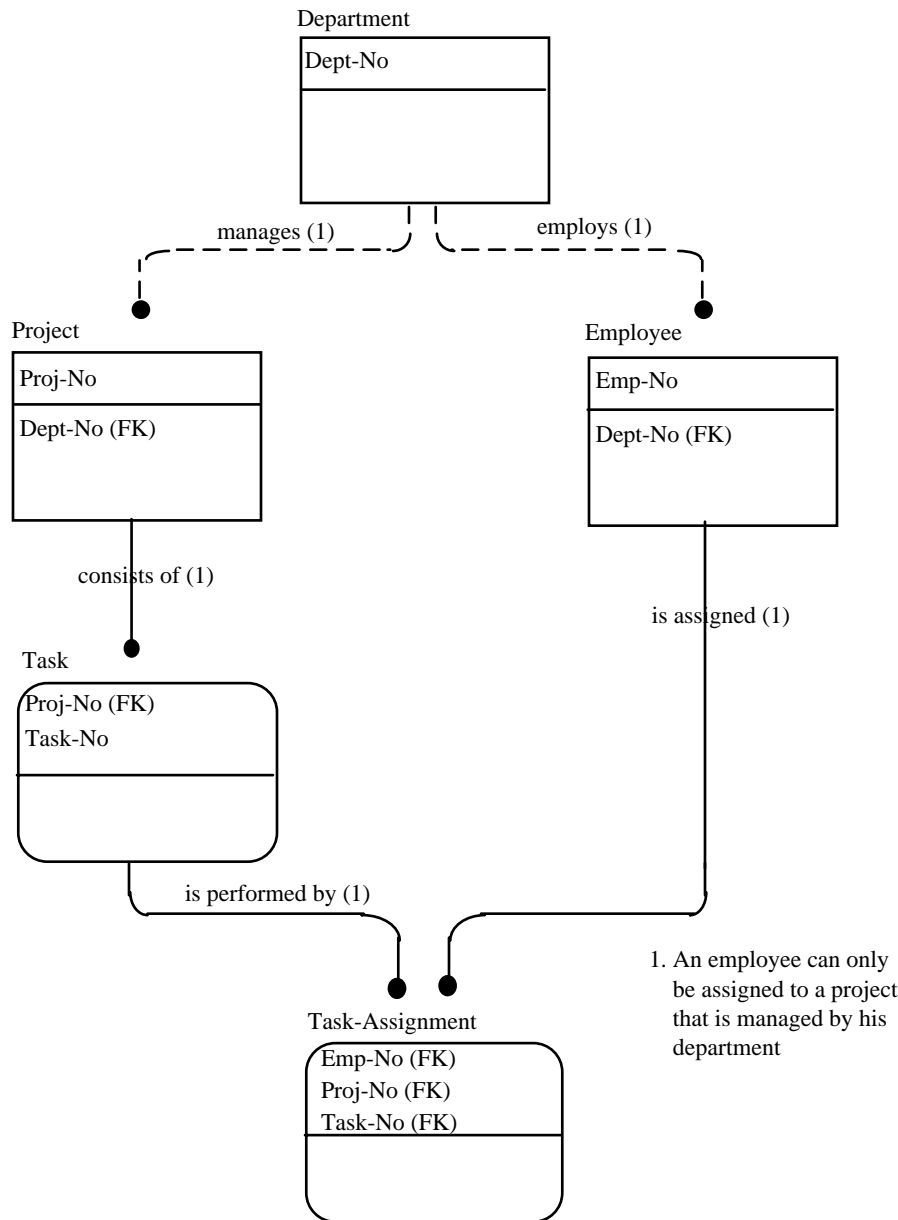 Department
Dept-No
manages (1)
employs (1)
Project
Proj-No
Dept-No (FK)
Employee
Emp-No
Dept-No (FK)
consists of (1)
is assigned (1)
Task
Proj-No (FK)
Task-No
is performed by (1)
1. An employee can only
be assigned to a project
that is managed by his
department
Task-Assignment
Emp-No (FK)
Proj-No (FK)
Task-No (FK)